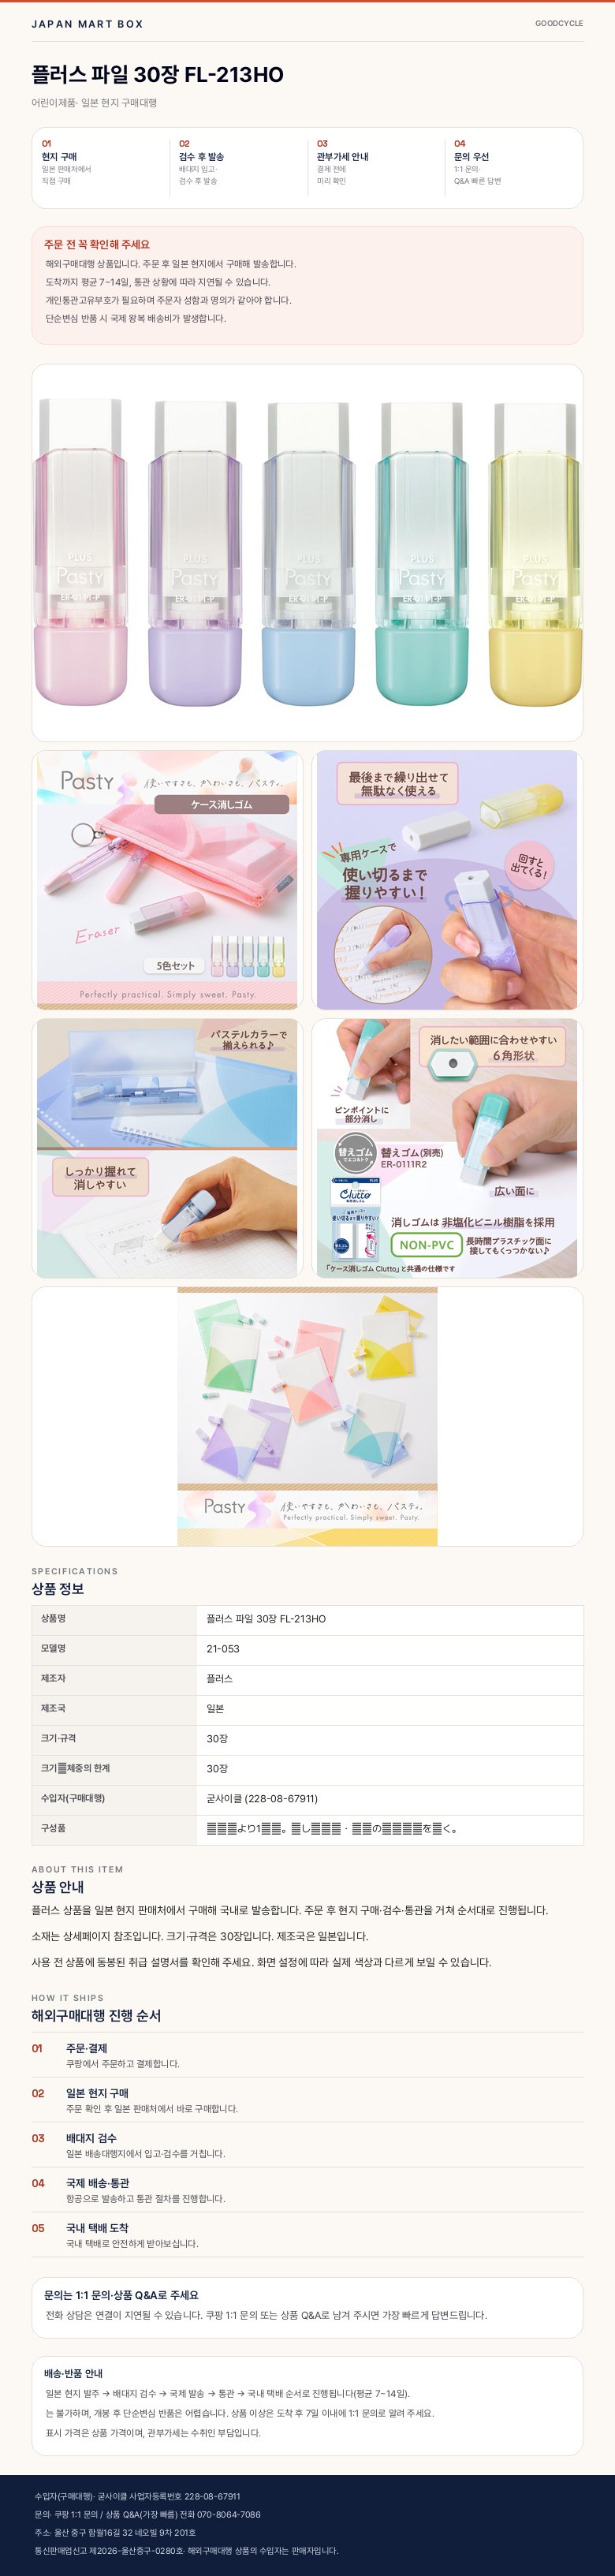 JAPAN MART BOX
GOODCYCLE
플러스 파일 30장 FL-213HO
어린이제품· 일본 현지 구매대행
01
현지 구매
일본 판매처에서
직접 구매
02
검수 후 발송
배대지 입고·
검수 후 발송
03
관부가세 안내
결제 전에
미리 확인
04
문의 우선
1:1 문의·
Q&A 빠른 답변
주문 전 꼭 확인해 주세요
해외구매대행 상품입니다. 주문 후 일본 현지에서 구매해 발송합니다.
도착까지 평균 7~14일, 통관 상황에 따라 지연될 수 있습니다.
개인통관고유부호가 필요하며 주문자 성함과 명의가 같아야 합니다.
단순변심 반품 시 국제 왕복 배송비가 발생합니다.
PLUS PLUS PLUS PLUS PLUS
Pasty Pasty Pasty Pasty Pasty
Pasty
使いやすさも、かわいさも、パスティ。
ケース消しゴム
Eraser
5色セット
Perfectly practical. Simply sweet. Pasty.
最後まで繰り出せて
無駄なく使える
専用ケースで
使い切るまで
握りやすい!
回すと
出てくる!
パステルカラーで
揃えられる♪
しっかり握れて
消しやすい
消したい範囲に合わせやすい
6角形状
ピンポイントに
部分消し
替えゴム
でエコ&トク
替えゴム(別売)
ER-0111R2
広い面に
Clutto
消しゴムは 非塩化ビニル樹脂を採用
NON-PVC
長時間プラスチック面に
接してもくっつかない♪
「ケース消しゴム Clutto」と共通の仕様です
Pasty
使いやすさも、かわいさも、パスティ。
Perfectly practical. Simply sweet. Pasty.
SPECIFICATIONS
상품 정보
상품명 플러스 파일 30장 FL-213HO
모델명 21-053
제조자 플러스
제조국 일본
크기·규격 30장
크기 체중의 한계 30장
수입자(구매대행) 굳사이클 (228-08-67911)
구성품 より1 。 し · の を く。
ABOUT THIS ITEM
상품 안내
플러스 상품을 일본 현지 판매처에서 구매해 국내로 발송합니다. 주문 후 현지 구매·검수·통관을 거쳐 순서대로 진행됩니다.
소재는 상세페이지 참조입니다. 크기·규격은 30장입니다. 제조국은 일본입니다.
사용 전 상품에 동봉된 취급 설명서를 확인해 주세요. 화면 설정에 따라 실제 색상과 다르게 보일 수 있습니다.
HOW IT SHIPS
해외구매대행 진행 순서
01 주문·결제
쿠팡에서 주문하고 결제합니다.
02 일본 현지 구매
주문 확인 후 일본 판매처에서 바로 구매합니다.
03 배대지 검수
일본 배송대행지에서 입고·검수를 거칩니다.
04 국제 배송·통관
항공으로 발송하고 통관 절차를 진행합니다.
05 국내 택배 도착
국내 택배로 안전하게 받아보십니다.
문의는 1:1 문의·상품 Q&A로 주세요
전화 상담은 연결이 지연될 수 있습니다. 쿠팡 1:1 문의 또는 상품 Q&A로 남겨 주시면 가장 빠르게 답변드립니다.
배송·반품 안내
일본 현지 발주 → 배대지 검수 → 국제 발송 → 통관 → 국내 택배 순서로 진행됩니다(평균 7~14일).
는 불가하며, 개봉 후 단순변심 반품은 어렵습니다. 상품 이상은 도착 후 7일 이내에 1:1 문의로 알려 주세요.
표시 가격은 상품 가격이며, 관부가세는 수취인 부담입니다.
수입자(구매대행)· 굳사이클 사업자등록번호 228-08-67911
문의· 쿠팡 1:1 문의 / 상품 Q&A(가장 빠름) 전화 070-8064-7086
주소· 울산 중구 함월16길 32 네오빌 9차 201호
통신판매업신고 제2026-울산중구-0280호· 해외구매대행 상품의 수입자는 판매자입니다.